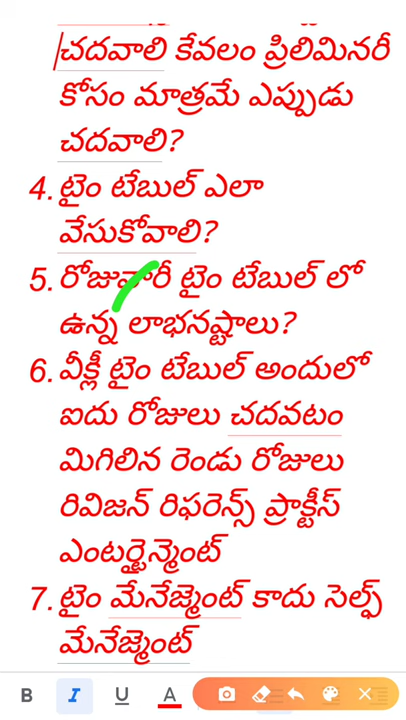 చదవాలి కేవలం ప్రిలిమినరీ
కోసం మాత్రమే ఎప్పుడు
చదవాలి?
4. టైం టేబుల్ ఎలా
వేసుకోవాలి?
5. రోజువారీ టైం టేబుల్ లో
ఉన్న లాభనష్టాలు?
6. వీక్లీ టైం టేబుల్ అందులో
ఐదు రోజులు చదవటం
మిగిలిన రెండు రోజులు
రివిజన్ రిఫరెన్స్ ప్రాక్టీస్
ఎంటర్టైన్మెంట్
7. టైం మేనేజ్మెంట్ కాదు సెల్ఫ్
మేనేజ్మెంట్
B I U A